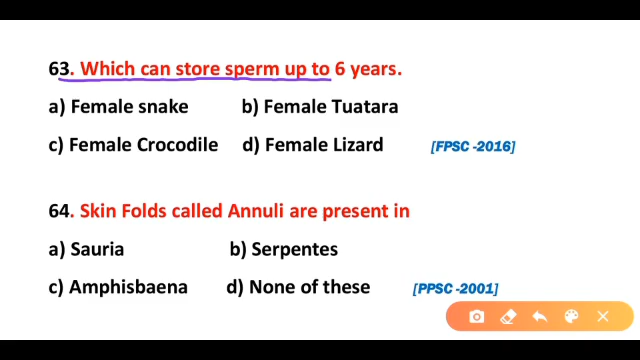 63. Which can store sperm up to 6 years.
a) Female snake b) Female Tuatara
c) Female Crocodile d) Female Lizard [FPSC -2016]
64. Skin Folds called Annuli are present in
a) Sauria b) Serpentes
c) Amphisbaena d) None of these [PPSC -2001]